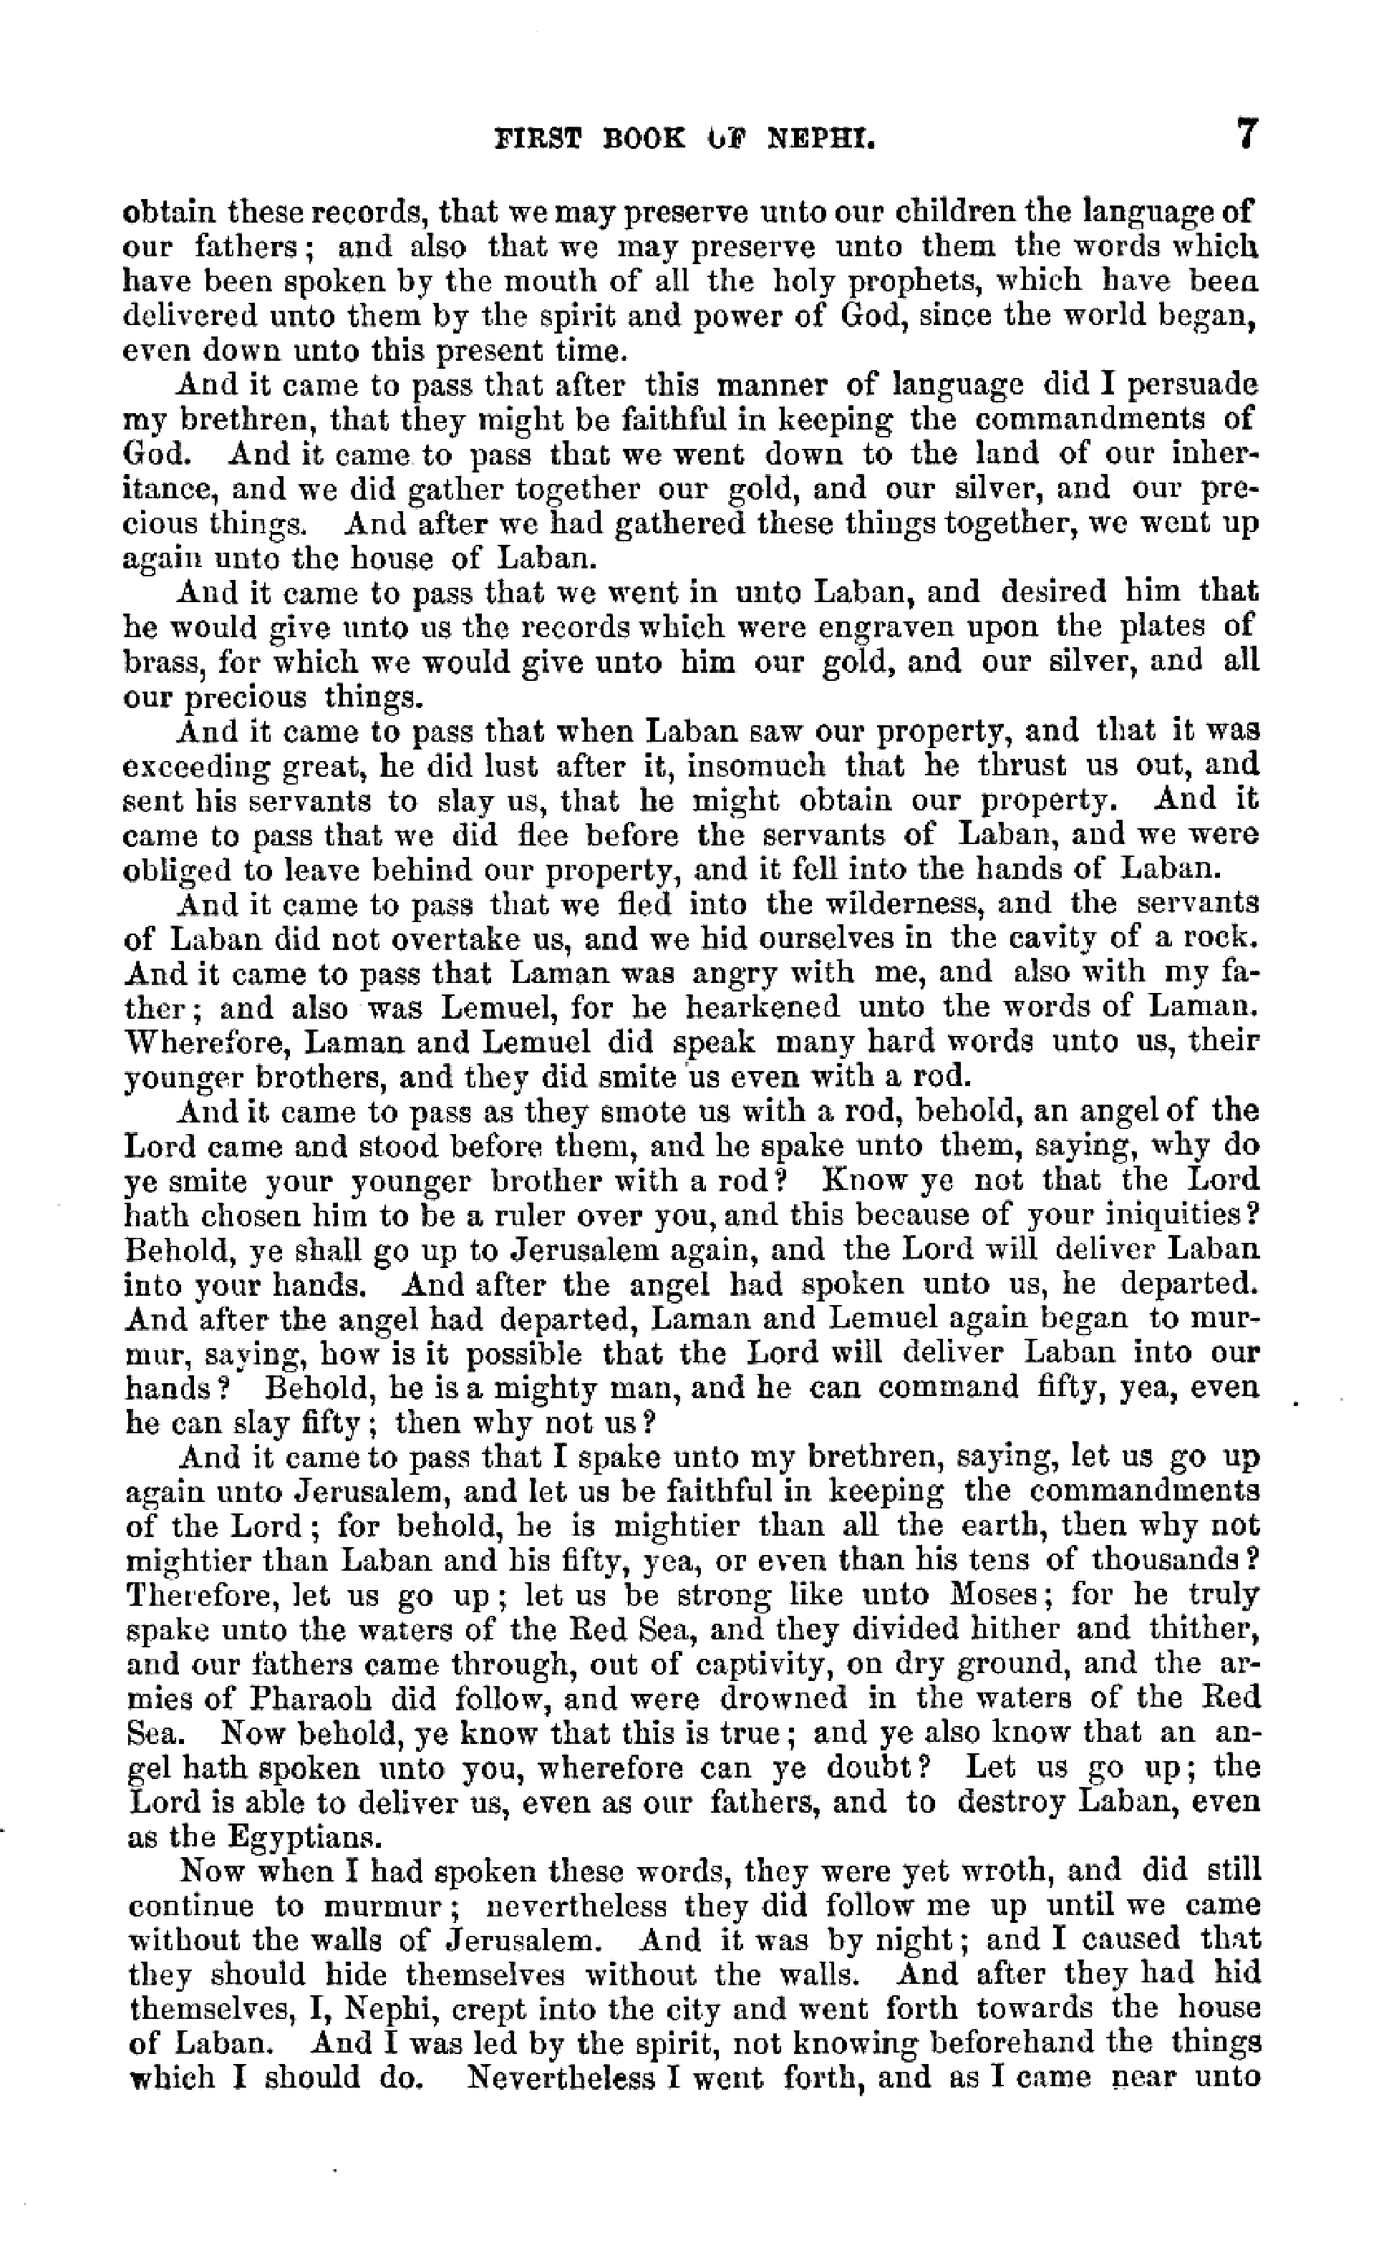 FIRST BOOK OF NEPHI. 7
obtain these records, that we may preserve unto our children the language of
our fathers; and also that we may preserve unto them the words which
have been spoken by the mouth of all the holy prophets, which have been
delivered unto them by the spirit and power of God, since the world began,
even down unto this present time.
And it came to pass that after this manner of language did I persuade
my brethren, that they might be faithful in keeping the commandments of
God. And it came to pass that we went down to the land of our inher-
itance, and we did gather together our gold, and our silver, and our pre-
cious things. And after we had gathered these things together, we went up
again unto the house of Laban.
And it came to pass that we went in unto Laban, and desired him that
he would give unto us the records which were engraven upon the plates of
brass, for which we would give unto him our gold, and our silver, and all
our precious things.
And it came to pass that when Laban saw our property, and that it was
exceeding great, he did lust after it, insomuch that he thrust us out, and
sent his servants to slay us, that he might obtain our property. And it
came to pass that we did flee before the servants of Laban, and we were
obliged to leave behind our property, and it fell into the hands of Laban.
And it came to pass that we fled into the wilderness, and the servants
of Laban did not overtake us, and we hid ourselves in the cavity of a rock.
And it came to pass that Laman was angry with me, and also with my fa-
ther; and also was Lemuel, for he hearkened unto the words of Laman.
Wherefore, Laman and Lemuel did speak many hard words unto us, their
younger brothers, and they did smite us even with a rod.
And it came to pass as they smote us with a rod, behold, an angel of the
Lord came and stood before them, and he spake unto them, saying, why do
ye smite your younger brother with a rod? Know ye not that the Lord
hath chosen him to be a ruler over you, and this because of your iniquities?
Behold, ye shall go up to Jerusalem again, and the Lord will deliver Laban
into your hands. And after the angel had spoken unto us, he departed.
And after the angel had departed, Laman and Lemuel again began to mur-
mur, saying, how is it possible that the Lord will deliver Laban into our
hands? Behold, he is a mighty man, and he can command fifty, yea, even
he can slay fifty; then why not us?
And it came to pass that I spake unto my brethren, saying, let us go up
again unto Jerusalem, and let us be faithful in keeping the commandments
of the Lord; for behold, he is mightier than all the earth, then why not
mightier than Laban and his fifty, yea, or even than his tens of thousands?
Therefore, let us go up; let us be strong like unto Moses; for he truly
spake unto the waters of the Red Sea, and they divided hither and thither,
and our fathers came through, out of captivity, on dry ground, and the ar-
mies of Pharaoh did follow, and were drowned in the waters of the Red
Sea. Now behold, ye know that this is true; and ye also know that an an-
gel hath spoken unto you, wherefore can ye doubt? Let us go up; the
Lord is able to deliver us, even as our fathers, and to destroy Laban, even
as the Egyptians.
Now when I had spoken these words, they were yet wroth, and did still
continue to murmur; nevertheless they did follow me up until we came
without the walls of Jerusalem. And it was by night; and I caused that
they should hide themselves without the walls. And after they had hid
themselves, I, Nephi, crept into the city and went forth towards the house
of Laban. And I was led by the spirit, not knowing beforehand the things
which I should do. Nevertheless I went forth, and as I came near unto